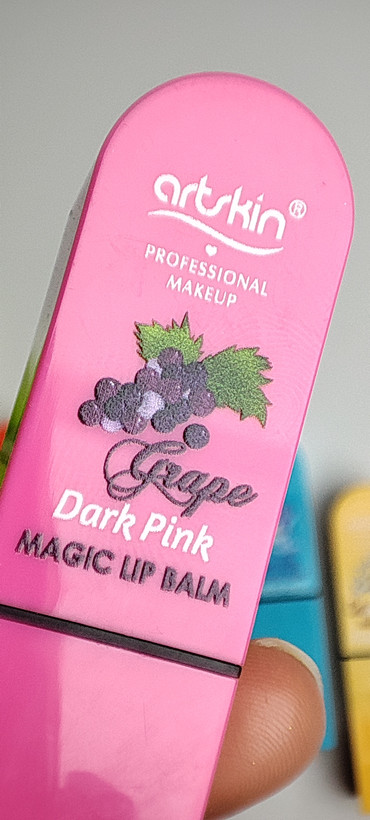 artskin®
PROFESSIONAL
MAKEUP
Grape
Dark Pink
MAGIC LIP BALM